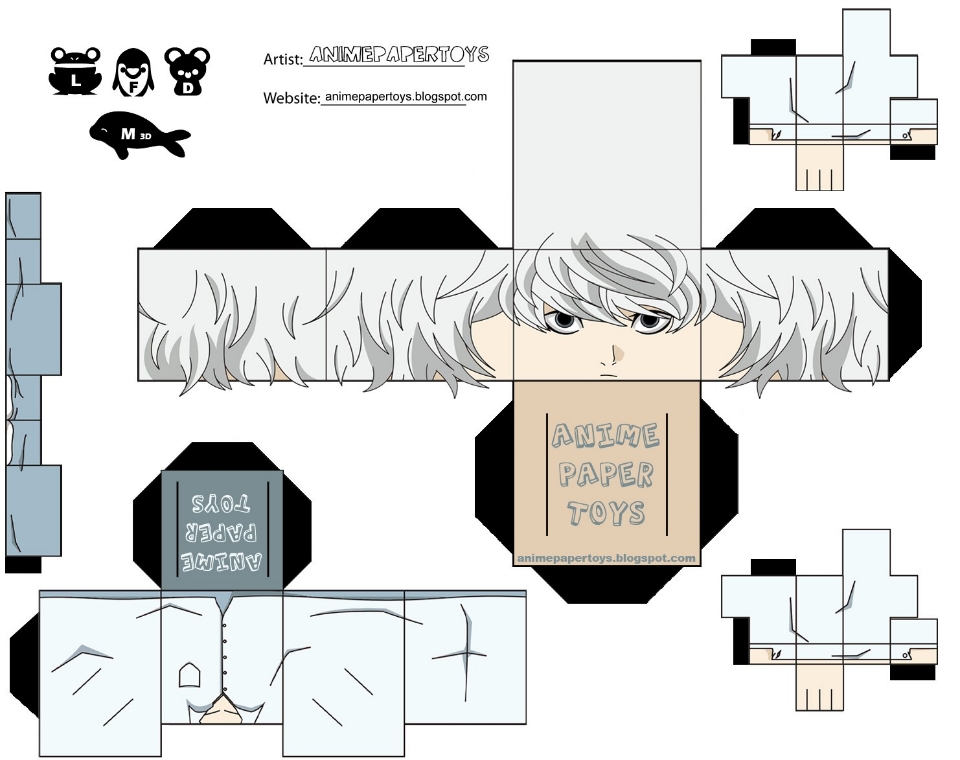 L
F
D
M 3D
Artist: ANIMEPAPERTOYS
Website: animepapertoys.blogspot.com
ANIME
PAPER
TOYS
animepapertoys.blogspot.com
ANIME
PAPER
TOYS